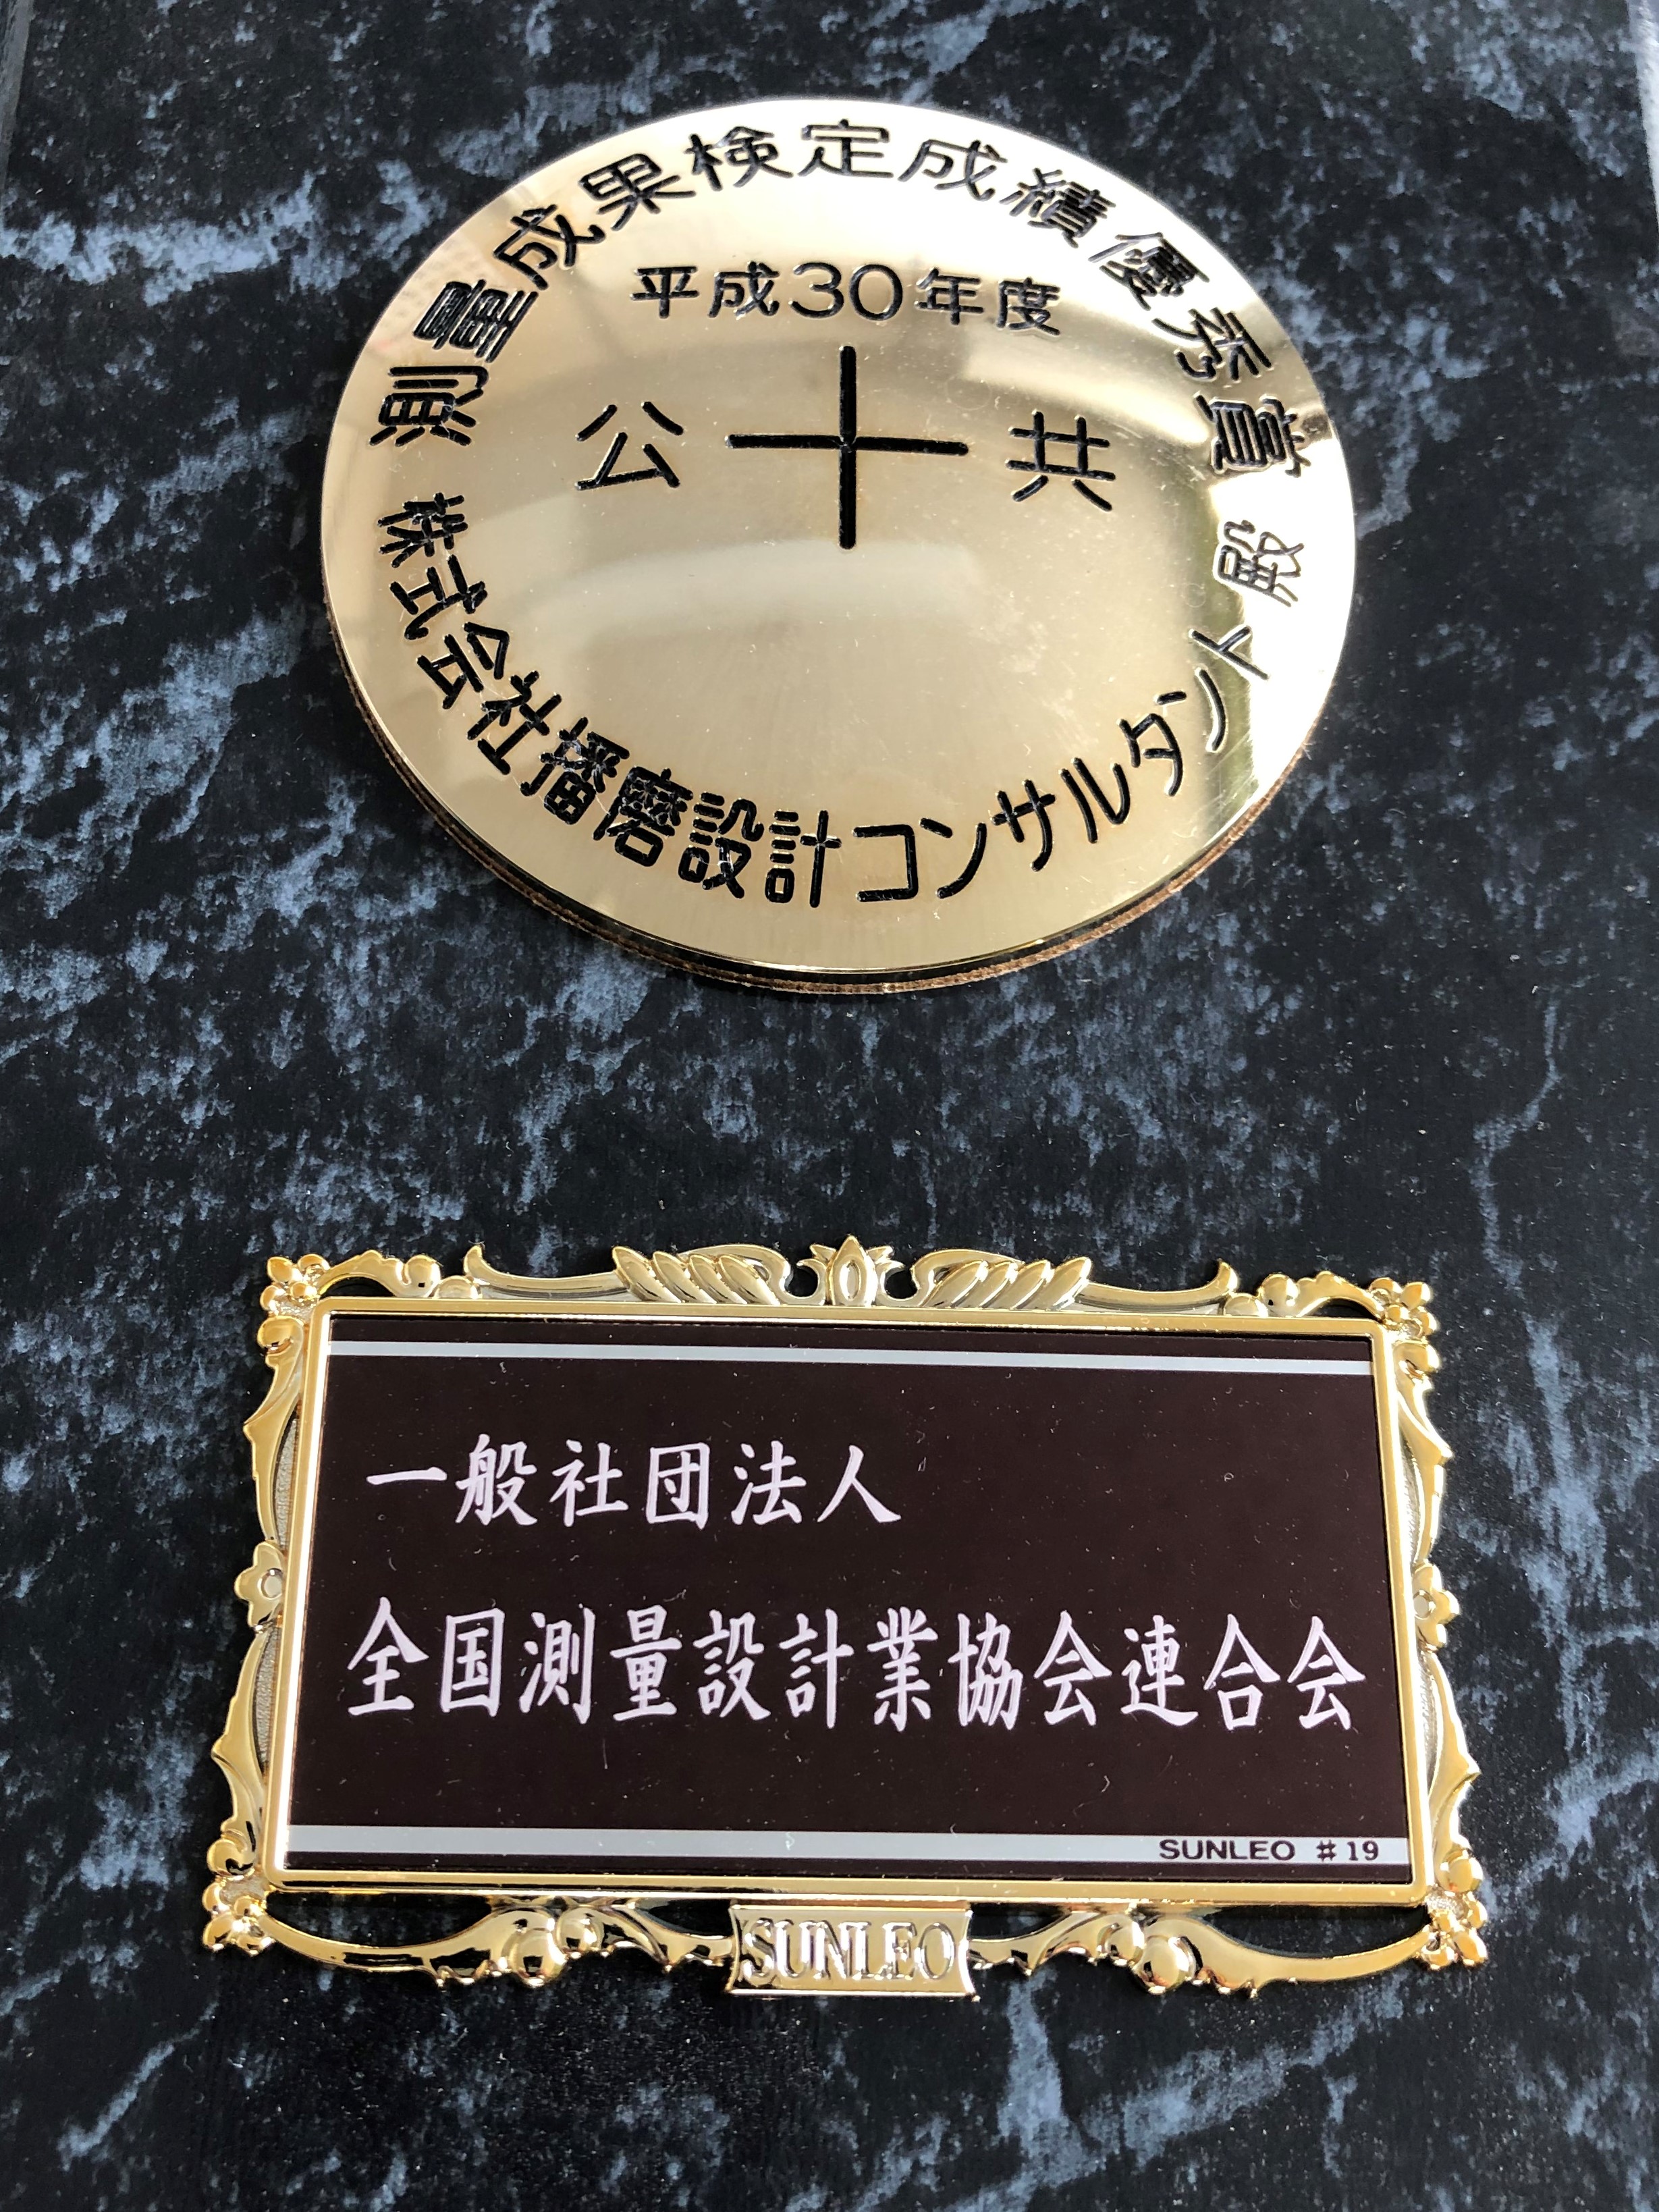 測量成果検定成績優秀賞
平成30年度
公 共
株式会社播磨設計コンサルタント殿
一般社団法人
全国測量設計業協会連合会
SUNLEO #19
SUNLEO